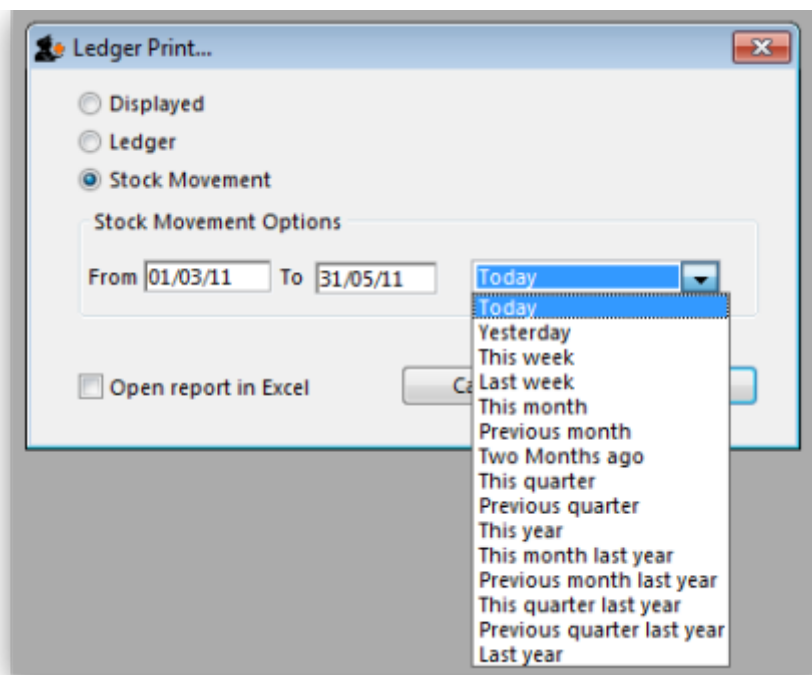 Ledger Print...
Displayed
Ledger
Stock Movement
Stock Movement Options
From 01/03/11 To 31/05/11 Today
Today
Yesterday
This week
Last week
This month
Previous month
Two Months ago
This quarter
Previous quarter
This year
This month last year
Previous month last year
This quarter last year
Previous quarter last year
Last year
Open report in Excel